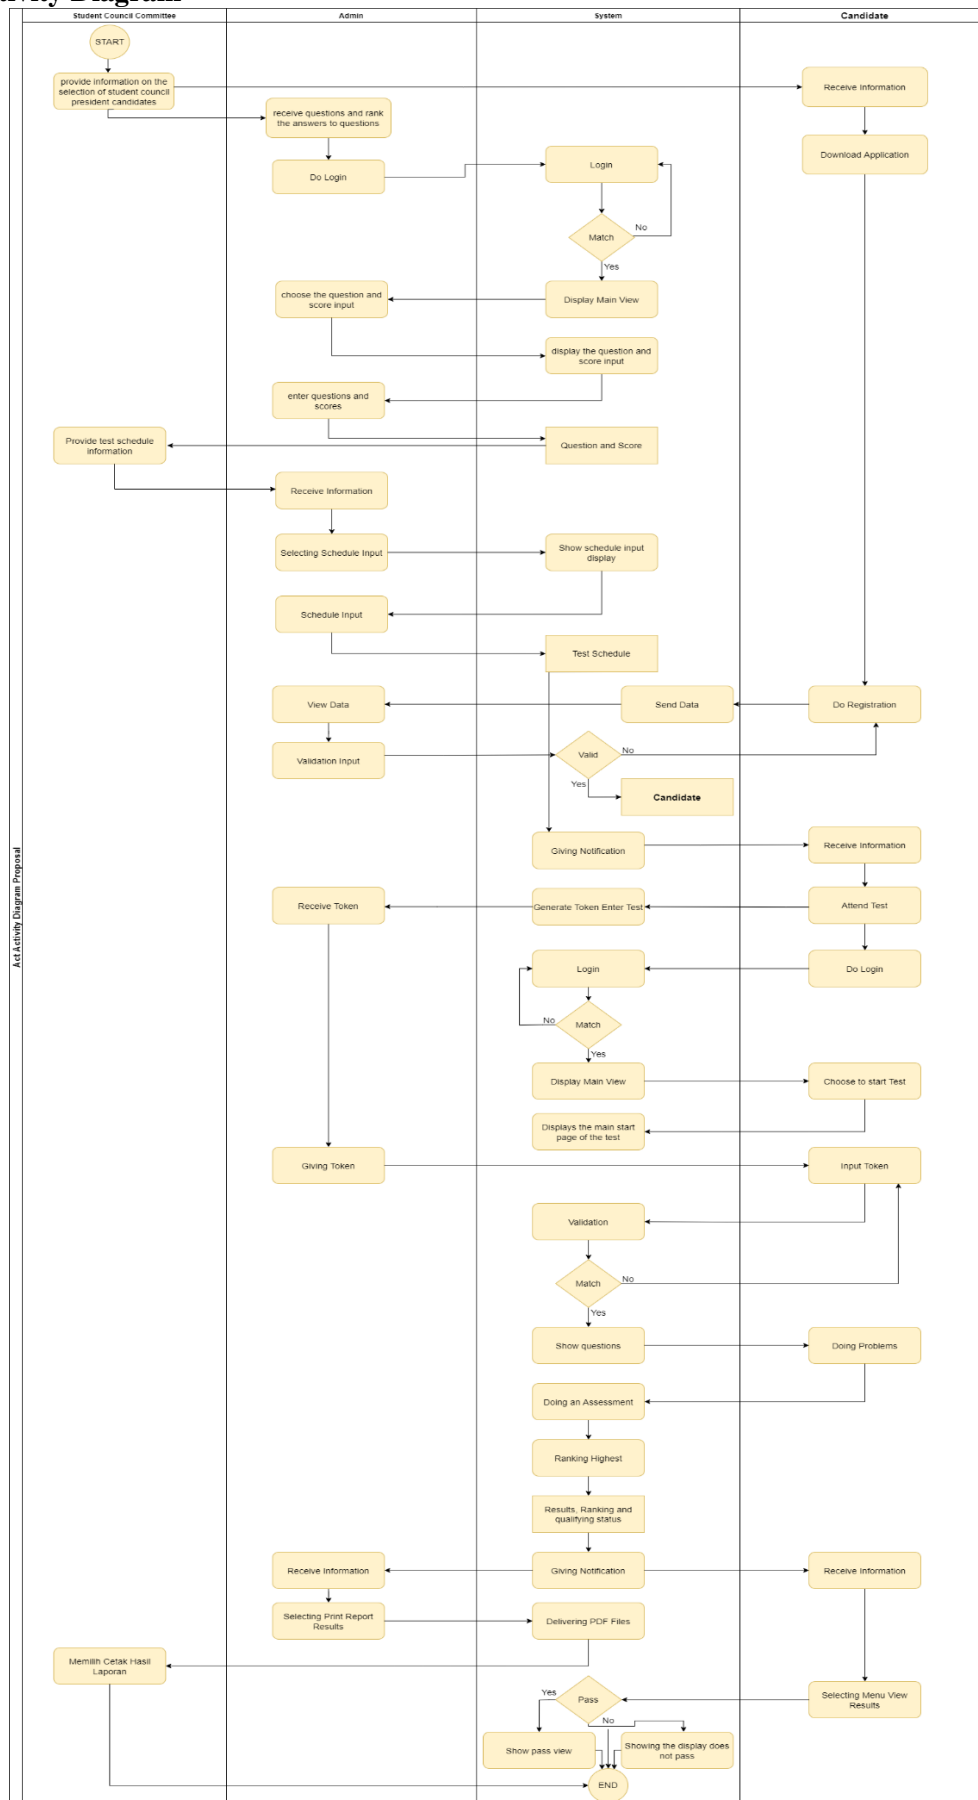 ivity Diagram
Student Council Committee
Admin
System
Candidate
Act Activity Diagram Proposal
START
provide information on the
selection of student council
president candidates
Receive Information
receive questions and rank
the answers to questions
Download Application
Do Login
Login
Match
No
Yes
choose the question and
score input
Display Main View
display the question and
score input
enter questions and
scores
Provide test schedule
information
Question and Score
Receive Information
Selecting Schedule Input
Show schedule input
display
Schedule Input
Test Schedule
View Data
Send Data
Do Registration
Validation Input
Valid
No
Yes
Candidate
Giving Notification
Receive Information
Receive Token
Generate Token Enter Test
Attend Test
Login
Do Login
No
Match
Yes
Display Main View
Choose to start Test
Displays the main start
page of the test
Giving Token
Input Token
Validation
Match
No
Yes
Show questions
Doing Problems
Doing an Assessment
Ranking Highest
Results, Ranking and
qualifying status
Receive Information
Giving Notification
Receive Information
Selecting Print Report
Results
Delivering PDF Files
Memilih Cetak Hasil
Laporan
Yes
Pass
No
Selecting Menu View
Results
Show pass view
Showing the display does
not pass
END